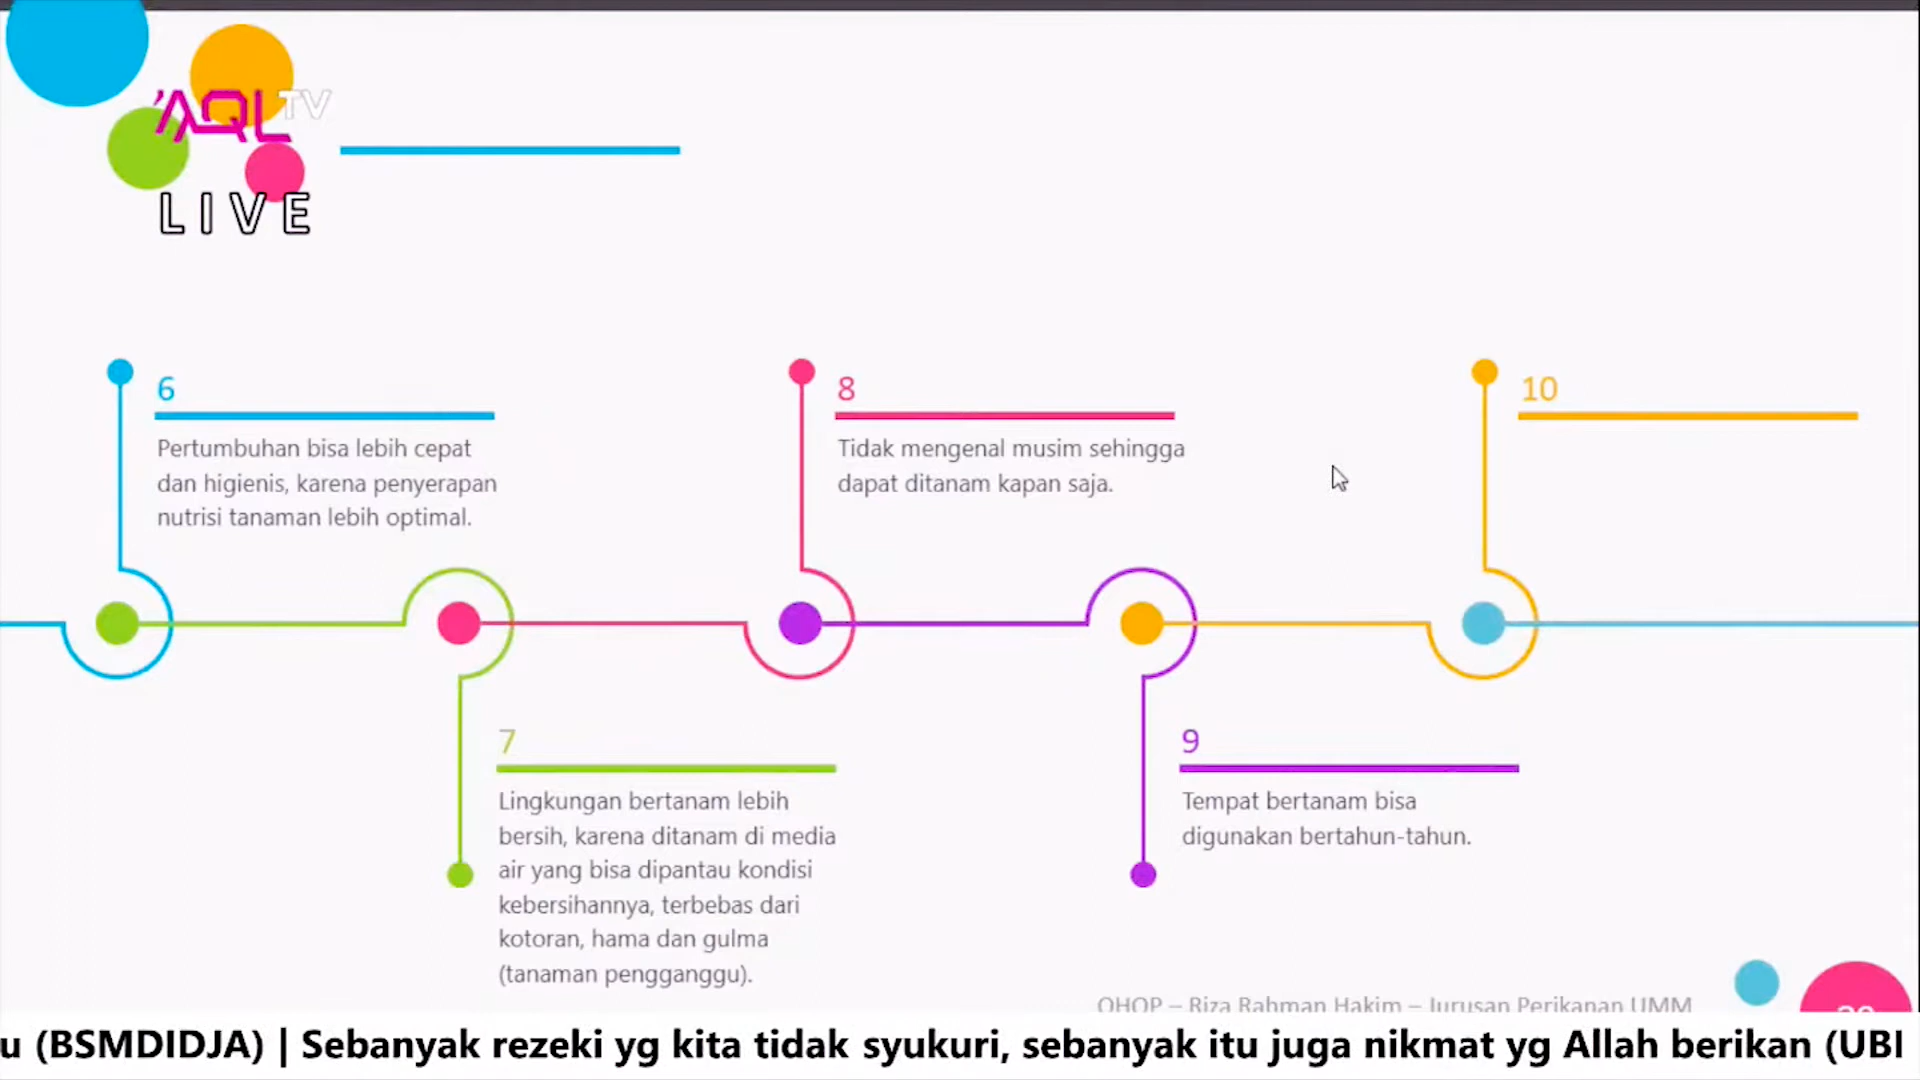 'AQL TV
LIVE
6
Pertumbuhan bisa lebih cepat
dan higienis, karena penyerapan
nutrisi tanaman lebih optimal.
8
Tidak mengenal musim sehingga
dapat ditanam kapan saja.
10
7
Lingkungan bertanam lebih
bersih, karena ditanam di media
air yang bisa dipantau kondisi
kebersihannya, terbebas dari
kotoran, hama dan gulma
(tanaman pengganggu).
9
Tempat bertanam bisa
digunakan bertahun-tahun.
OHOP – Riza Rahman Hakim – Jurusan Perikanan UMM
u (BSMDIDJA) | Sebanyak rezeki yg kita tidak syukuri, sebanyak itu juga nikmat yg Allah berikan (UBI